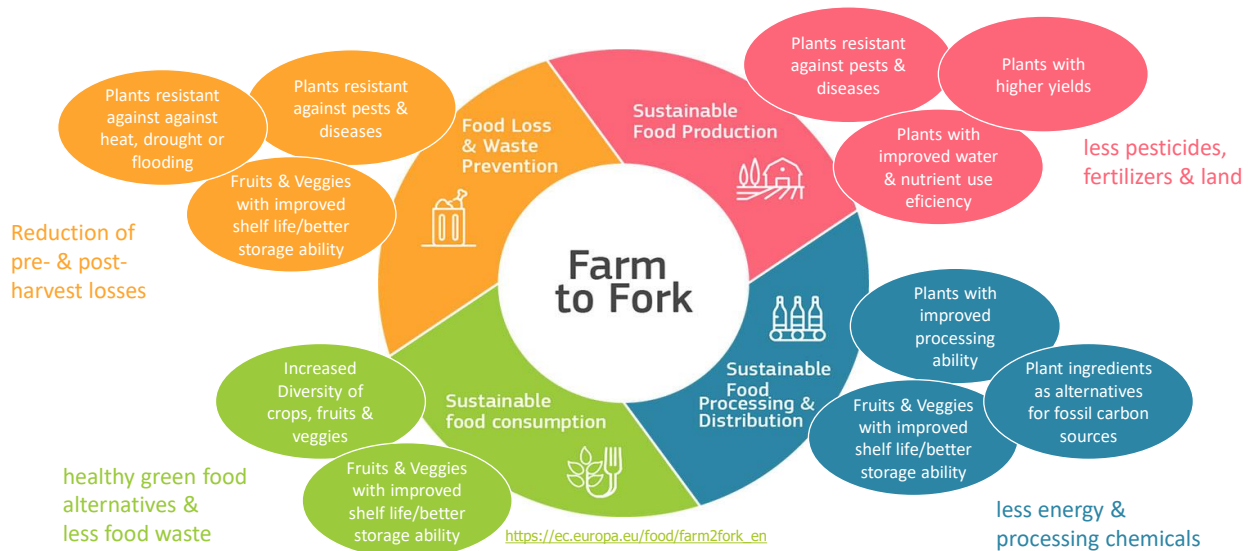 Plants resistant
against against
heat, drought or
flooding
Plants resistant
against pests &
diseases
Fruits & Veggies
with improved
shelf life/better
storage ability
Reduction of
pre- & post-
harvest losses
Food Loss
& Waste
Prevention
Sustainable
Food Production
Plants resistant
against pests &
diseases
Plants with
higher yields
Plants with
improved water
& nutrient use
eficiency
less pesticides,
fertilizers & land
Farm
to Fork
Sustainable
Food
Processing &
Distribution
Plants with
improved
processing
ability
Plant ingredients
as alternatives
for fossil carbon
sources
Fruits & Veggies
with improved
shelf life/better
storage ability
less energy &
processing chemicals
Sustainable
food consumption
Increased
Diversity of
crops, fruits &
veggies
Fruits & Veggies
with improved
shelf life/better
storage ability
healthy green food
alternatives &
less food waste
https://ec.europa.eu/food/farm2fork_en